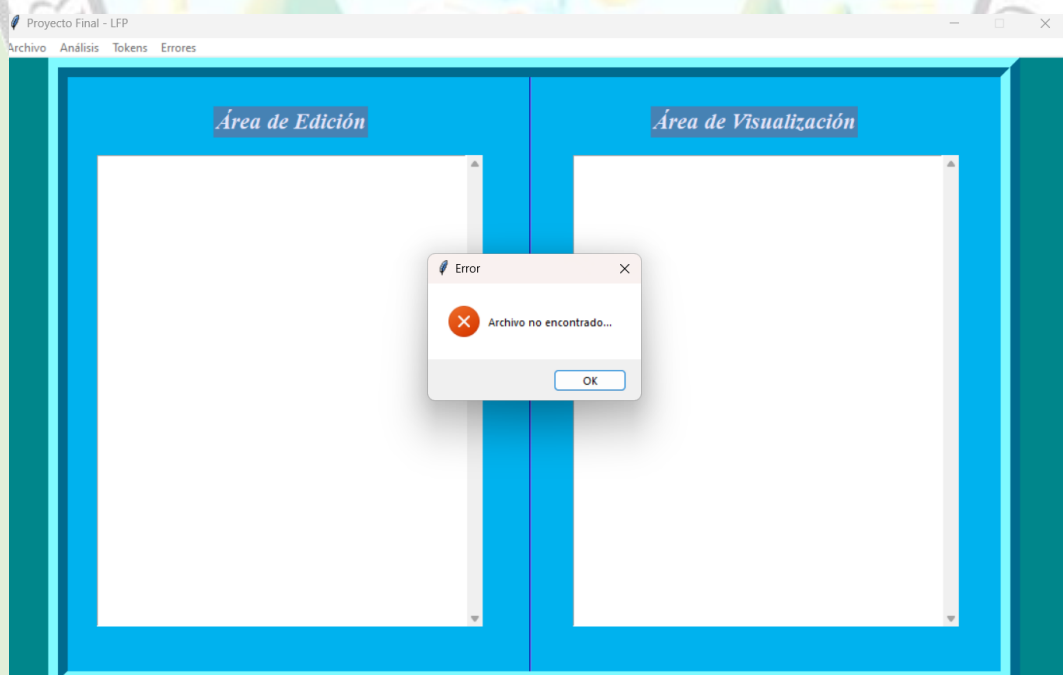 Proyecto Final - LFP
Archivo Análisis Tokens Errores
Área de Edición
Área de Visualización
Error
Archivo no encontrado...
OK